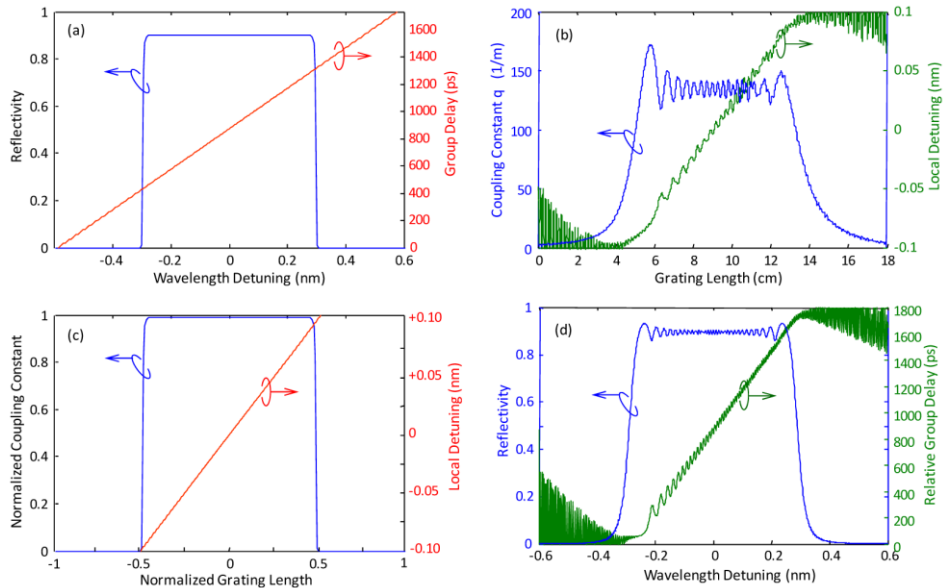 (a)
1
0.8
0.6
0.4
0.2
0
Reflectivity
1600
1400
1200
1000
800
600
400
200
0
Group Delay (ps)
-0.4 -0.2 0 0.2 0.4 0.6
Wavelength Detuning (nm)
(b)
200
150
100
50
0
Coupling Constant q (1/m)
0.1
0.05
0
-0.05
-0.1
Local Detuning (nm)
0 2 4 6 8 10 12 14 16 18
Grating Length (cm)
(c)
1
0.8
0.6
0.4
0.2
0
Normalized Coupling Constant
+0.10
+0.05
0
-0.05
-0.10
Local Detuning (nm)
-1 -0.5 0 0.5 1
Normalized Grating Length
(d)
1
0.8
0.6
0.4
0.2
0
Reflectivity
1800
1600
1400
1200
1000
800
600
400
200
0
Relative Group Delay (ps)
-0.6 -0.4 -0.2 0 0.2 0.4 0.6
Wavelength Detuning (nm)